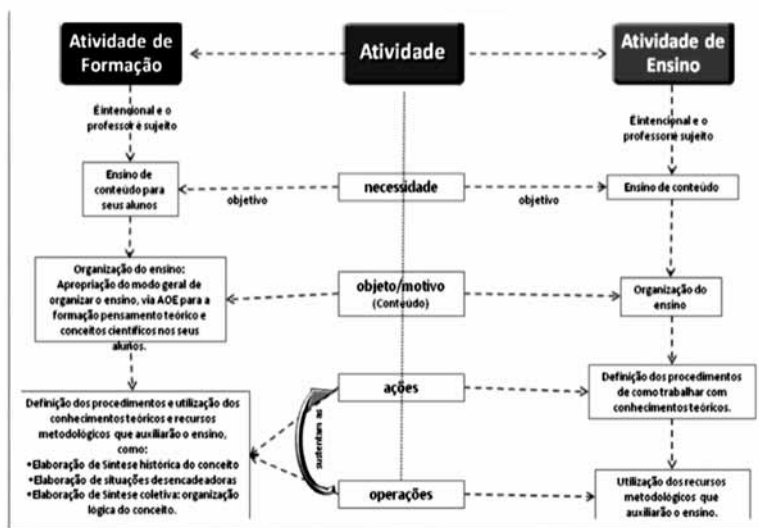 Atividade de
Formação
Atividade
Atividade de
Ensino
É intencional e o
professor é sujeito
É intencional e o
professor é sujeito
Ensino de
conteúdo para
seus alunos
objetivo
necessidade
objetivo
Ensino de conteúdo
Organização do ensino:
Apropriação do modo geral de
organizar o ensino, via AOE para a
formação pensamento teórico e
conceitos científicos nos seus
alunos.
objeto/motivo
(Conteúdo)
Organização do
ensino
Definição dos procedimentos e utilização dos
conhecimentos teóricos e recursos
metodológicos que auxiliarão o ensino,
como:
•Elaboração de Síntese histórica do conceito
•Elaboração de situações desencadeadoras
•Elaboração de Síntese coletiva: organização
lógica do conceito.
sustentam as
ações
operações
Definição dos procedimentos
de como trabalhar com
conhecimentos teóricos.
Utilização dos recursos
metodológicos que
auxiliarão o ensino.